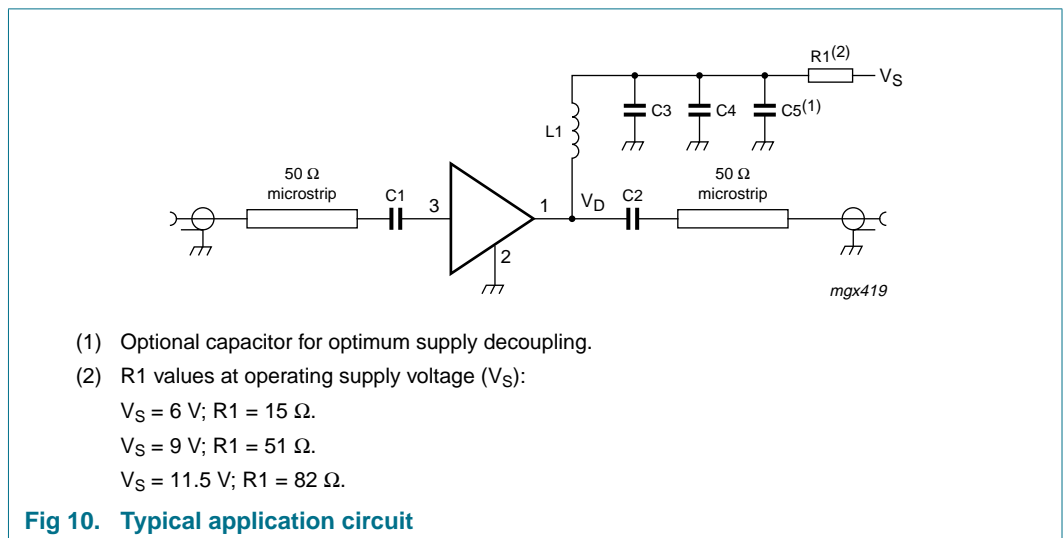 R1(2)
VS
C3
C4
C5(1)
L1
50 Ω
microstrip
C1
3
1
VD
C2
50 Ω
microstrip
2
mgx419
(1) Optional capacitor for optimum supply decoupling.
(2) R1 values at operating supply voltage (VS):
VS = 6 V; R1 = 15 Ω.
VS = 9 V; R1 = 51 Ω.
VS = 11.5 V; R1 = 82 Ω.
Fig 10. Typical application circuit